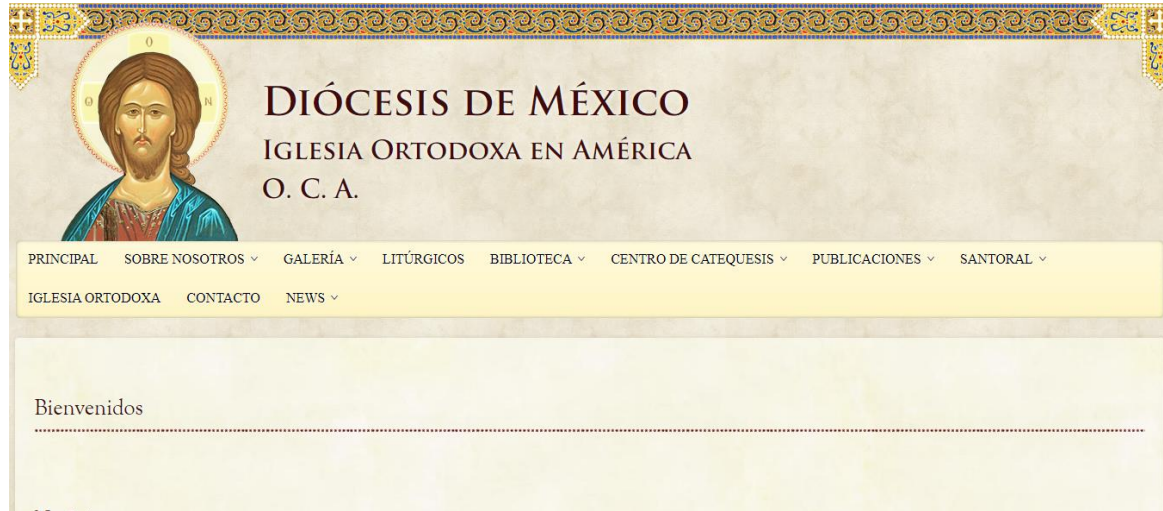 O
Ω N
DIÓCESIS DE MÉXICO
IGLESIA ORTODOXA EN AMÉRICA
O. C. A.
PRINCIPAL SOBRE NOSOTROS GALERÍA LITÚRGICOS BIBLIOTECA CENTRO DE CATEQUESIS PUBLICACIONES SANTORAL
IGLESIA ORTODOXA CONTACTO NEWS
Bienvenidos